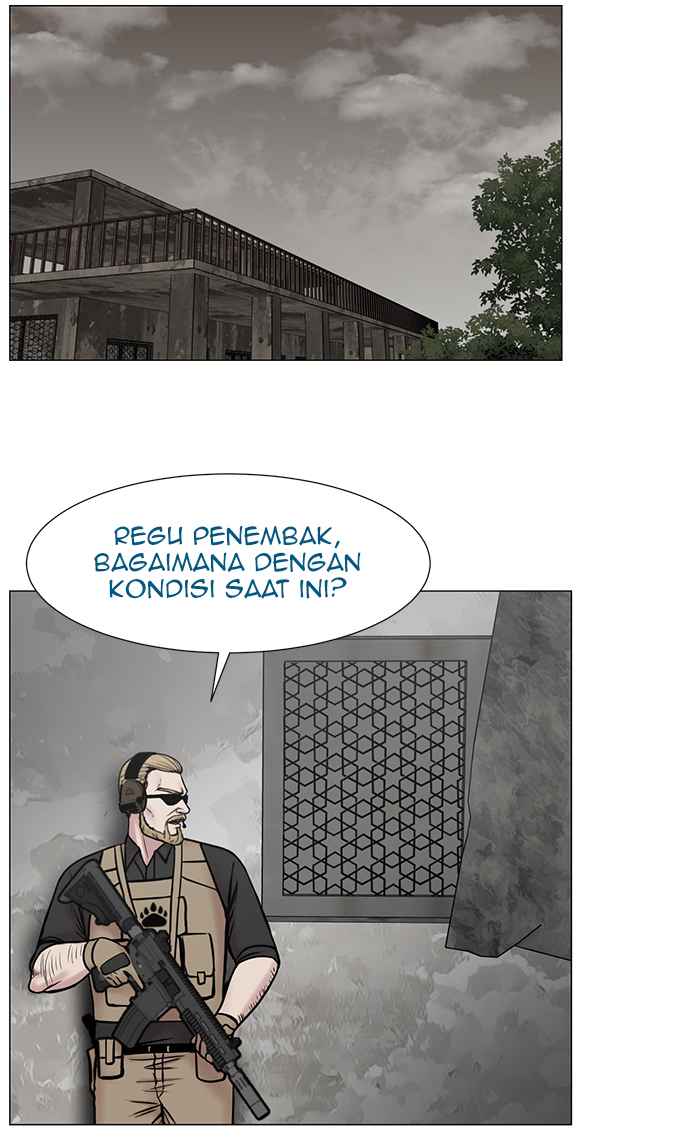 REGU PENEMBAK,
BAGAIMANA DENGAN
KONDISI SAAT INI?